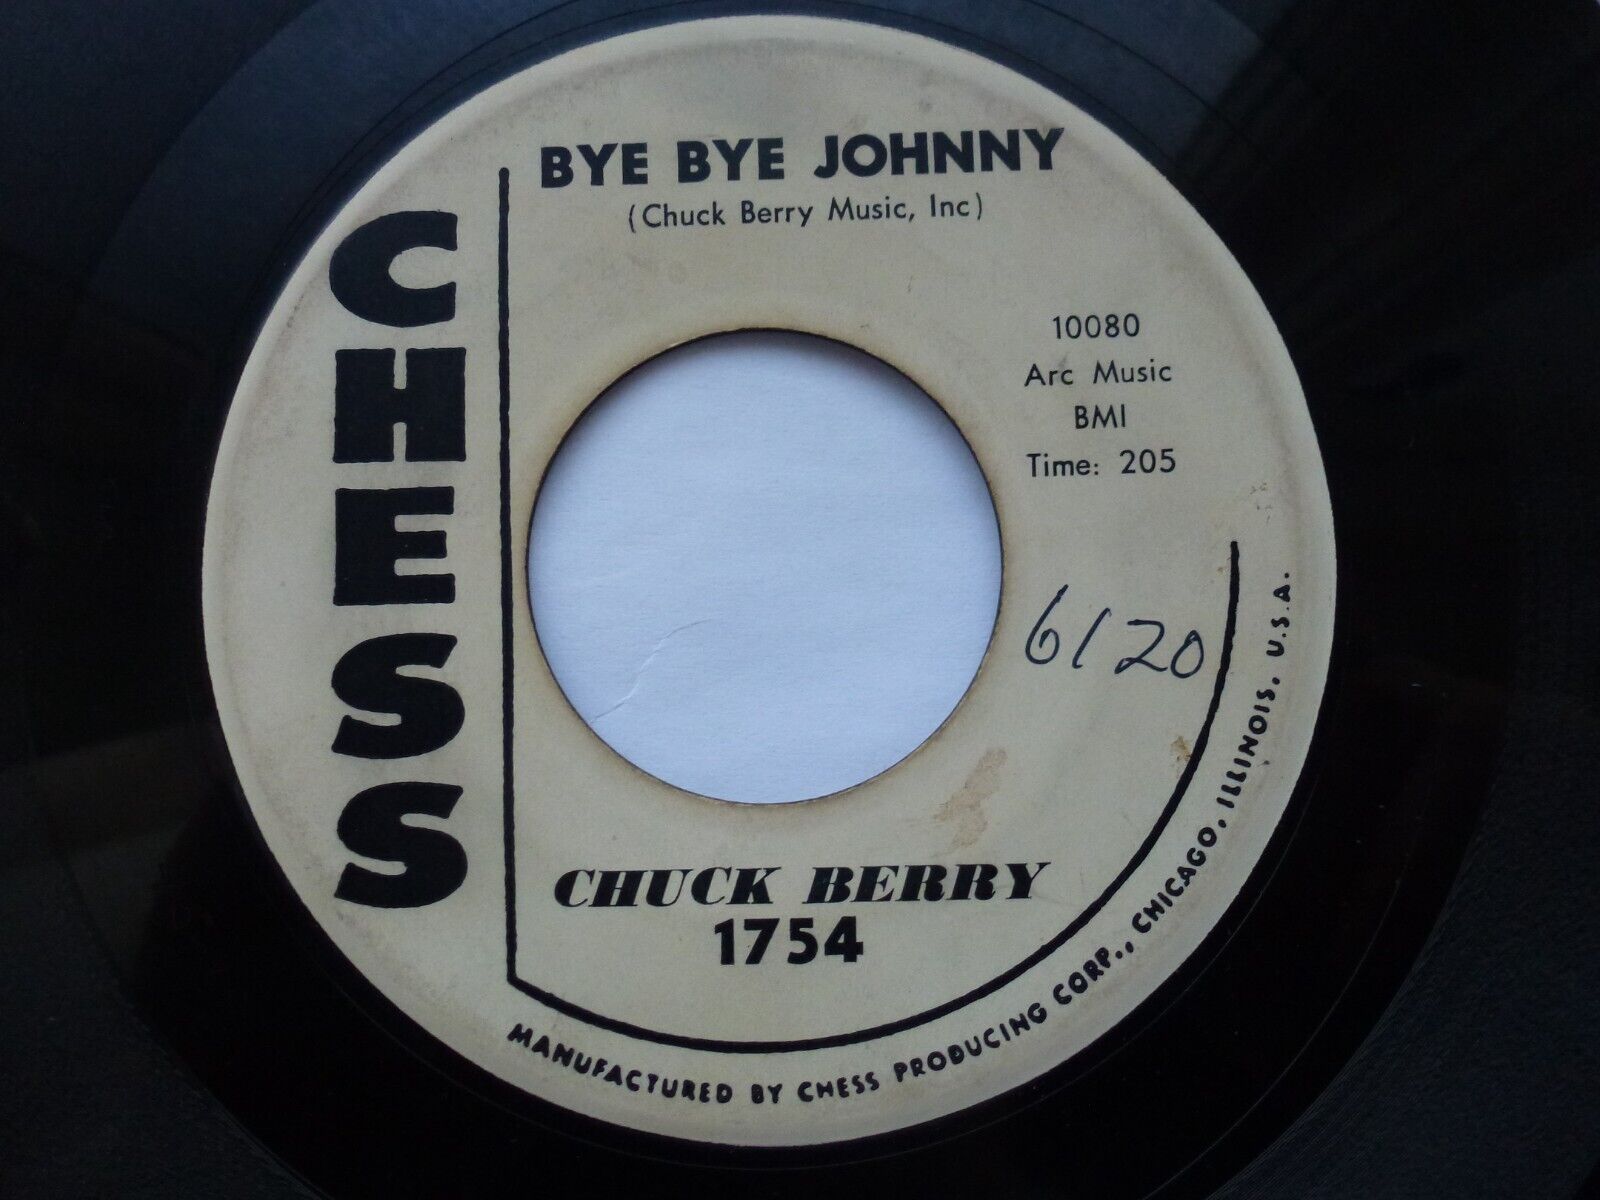 CHESS
BYE BYE JOHNNY
(Chuck Berry Music, Inc)
10080
Arc Music
BMI
Time: 205
6120
CHUCK BERRY
1754
MANUFACTURED BY CHESS PRODUCING CORP., CHICAGO, ILLINOIS, U.S.A.